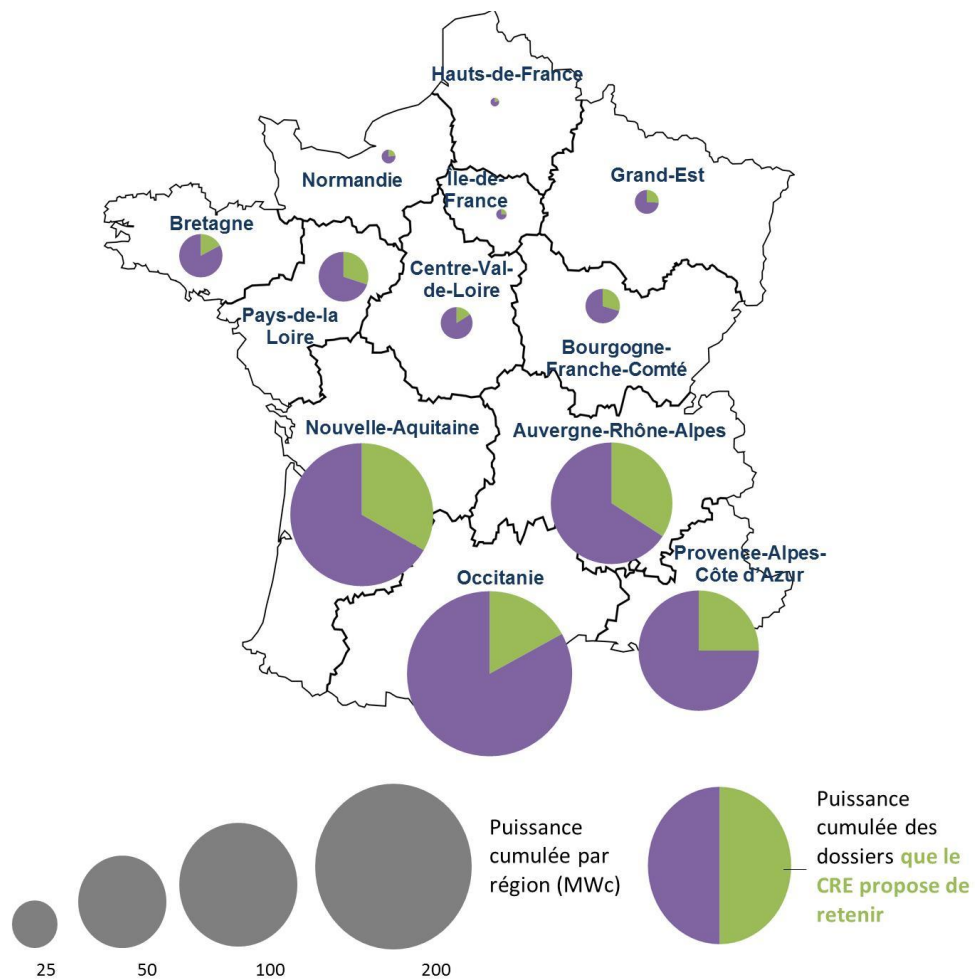 Hauts-de-France
Normandie
Ile-de-
France
Grand-Est
Bretagne
Pays-de-la
Loire
Centre-Val-
de-Loire
Bourgogne-
Franche-Comté
Nouvelle-Aquitaine
Auvergne-Rhône-Alpes
Occitanie
Provence-Alpes-
Côte d'Azur
Puissance
cumulée par
région (MWc)
25
50
100
200
Puissance
cumulée des
dossiers que le
CRE propose de
retenir